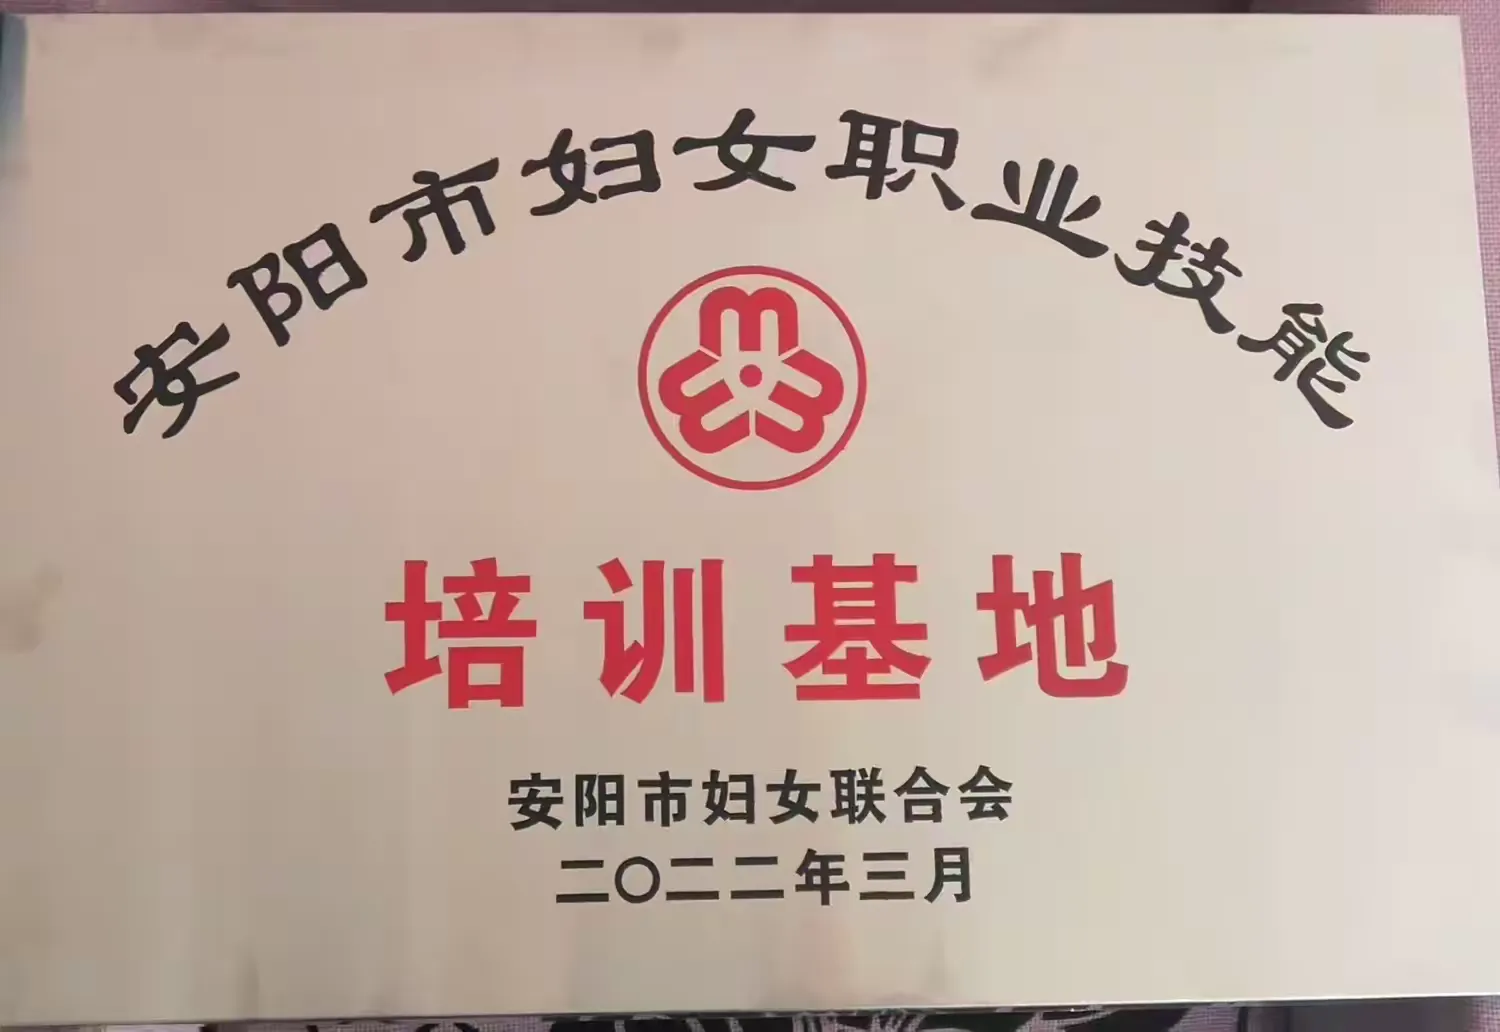 安阳市妇女职业技能
培训基地
安阳市妇女联合会
二〇二二年三月